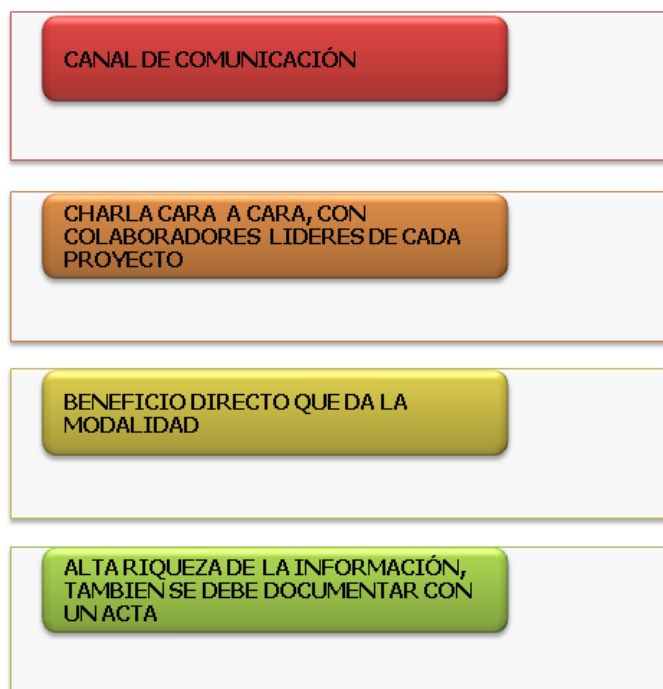 CANAL DE COMUNICACIÓN
CHARLA CARA A CARA, CON
COLABORADORES LIDERES DE CADA
PROYECTO
BENEFICIO DIRECTO QUE DA LA
MODALIDAD
ALTA RIQUEZA DE LA INFORMACIÓN,
TAMBIEN SE DEBE DOCUMENTAR CON
UN ACTA